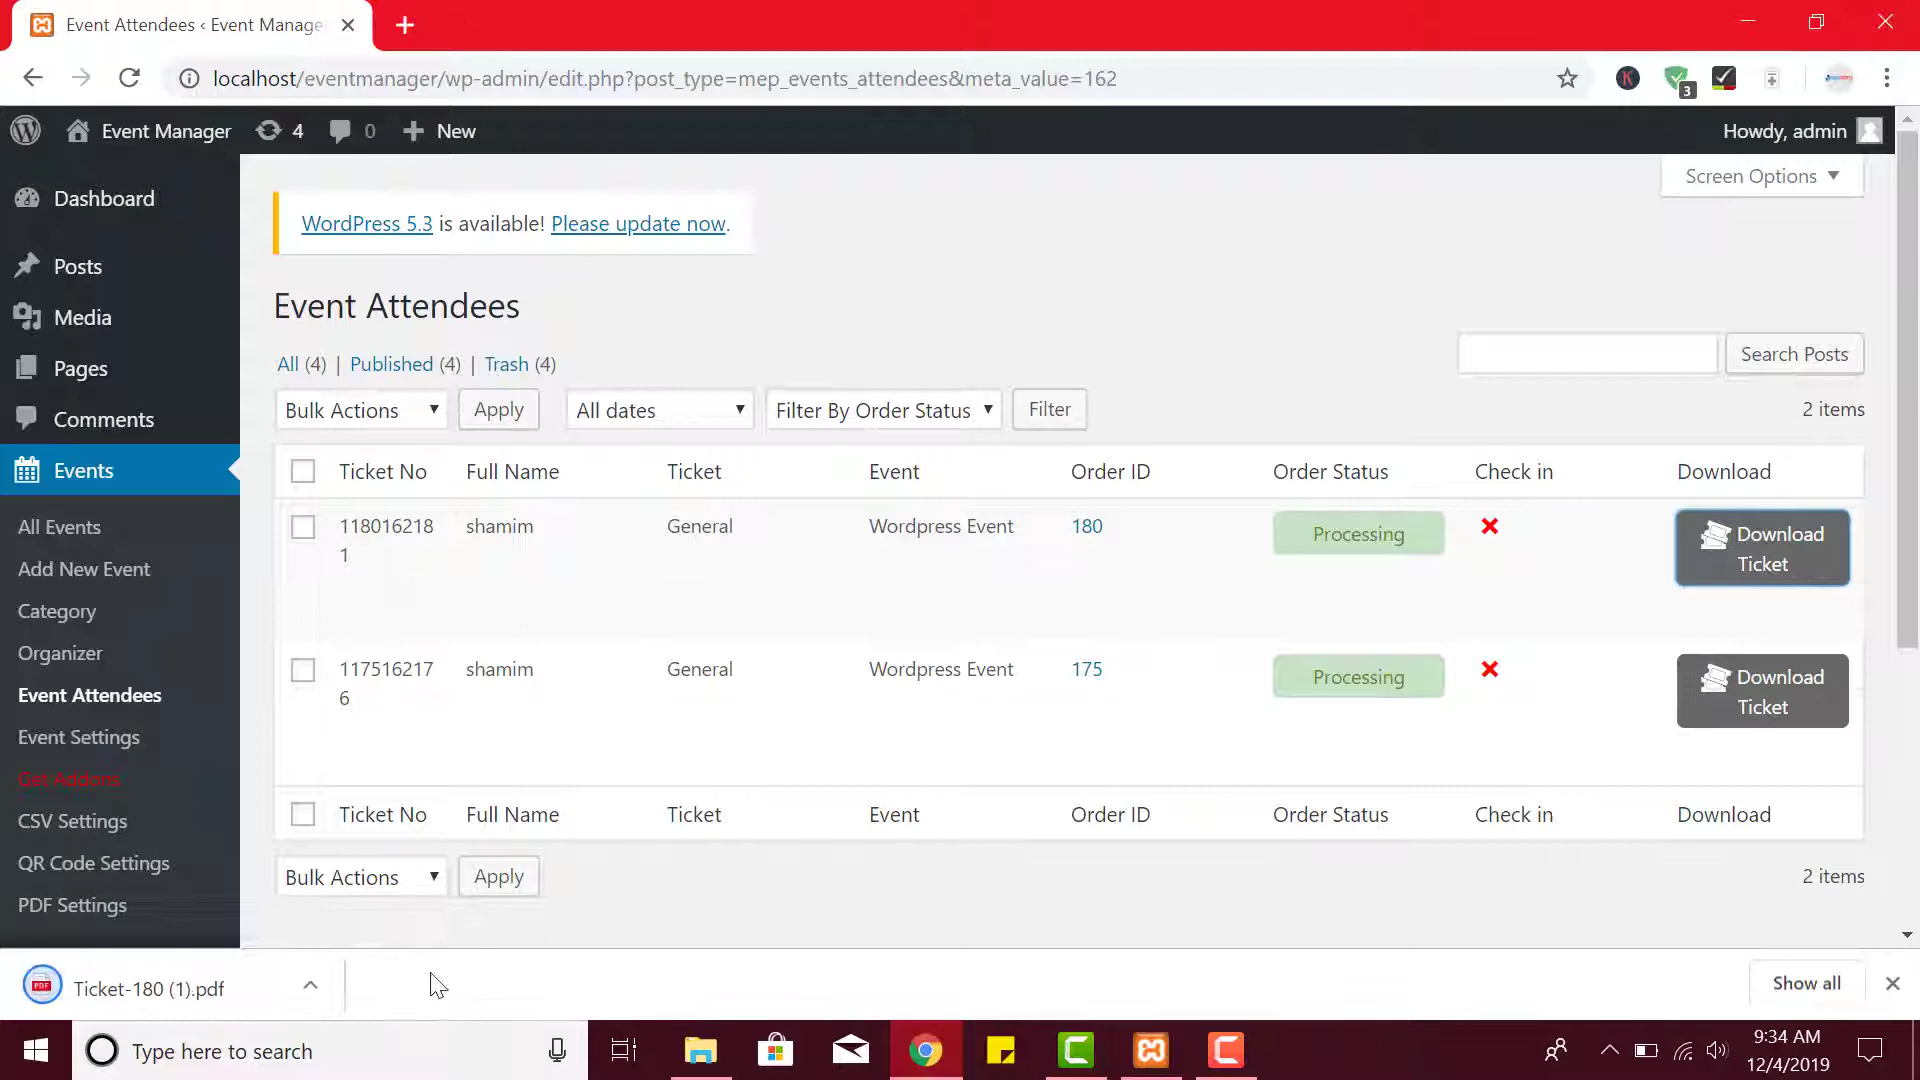 Event Attendees ‹ Event Manage
localhost/eventmanager/wp-admin/edit.php?post_type=mep_events_attendees&meta_value=162
3
Event Manager 4 0 New
Howdy, admin
Screen Options
Dashboard
Posts
Media
Pages
Comments
Events
All Events
Add New Event
Category
Organizer
Event Attendees
Event Settings
Get Addons
CSV Settings
QR Code Settings
PDF Settings
WordPress 5.3 is available! Please update now.
Event Attendees
All (4) | Published (4) | Trash (4)
Search Posts
Bulk Actions Apply All dates Filter By Order Status Filter 2 items
Ticket No Full Name Ticket Event Order ID Order Status Check in Download
118016218
1
shamim General Wordpress Event 180 Processing
Download
Ticket
117516217
6
shamim General Wordpress Event 175 Processing
Download
Ticket
Ticket No Full Name Ticket Event Order ID Order Status Check in Download
Bulk Actions Apply 2 items
PDF
Ticket-180 (1).pdf
Show all
Type here to search
9:34 AM
12/4/2019